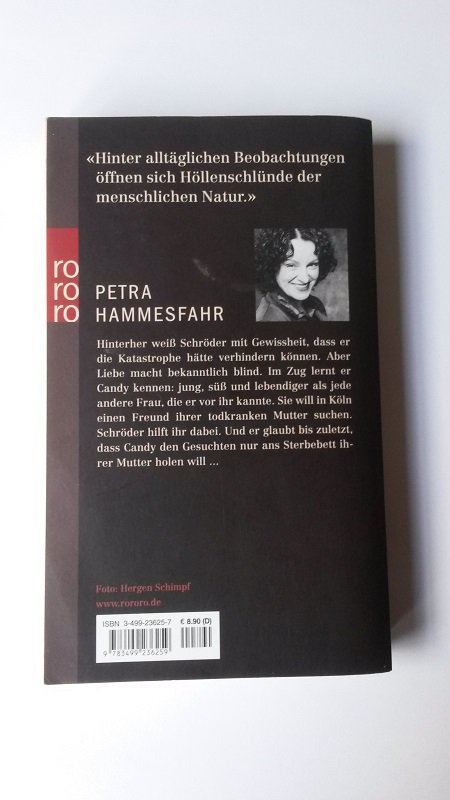 «Hinter alltäglichen Beobachtungen
öffnen sich Höllenschlünde der
menschlichen Natur.»
ro
ro
ro
PETRA
HAMMESFAHR
Hinterher weiß Schröder mit Gewissheit, dass er
die Katastrophe hätte verhindern können. Aber
Liebe macht bekanntlich blind. Im Zug lernt er
Candy kennen: jung, süß und lebendiger als jede
andere Frau, die er vor ihr kannte. Sie will in Köln
einen Freund ihrer todkranken Mutter suchen.
Schröder hilft ihr dabei. Und er glaubt bis zuletzt,
dass Candy den Gesuchten nur ans Sterbebett ih-
rer Mutter holen will ...
Foto: Hergen Schimpf
www.rororo.de
ISBN 3-499-23625-7 € 8.90 (D)
9 783499 236259